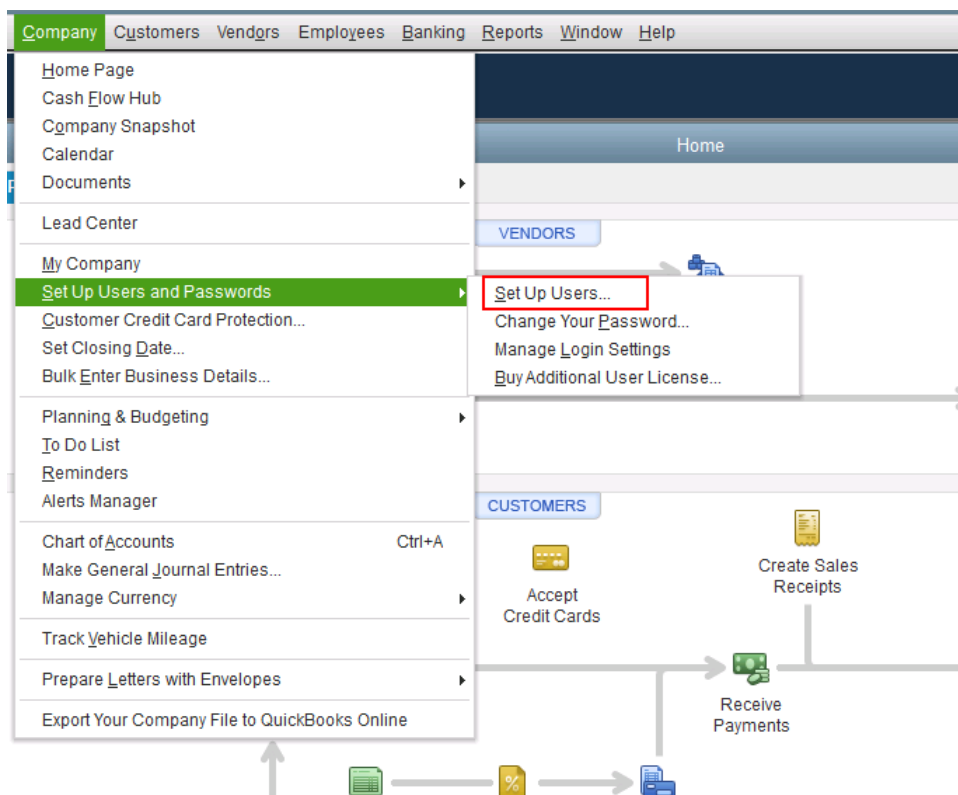 Company Customers Vendors Employees Banking Reports Window Help
Home Page
Cash Flow Hub
Company Snapshot
Calendar
Documents
Lead Center
My Company
Set Up Users and Passwords
Customer Credit Card Protection...
Set Closing Date...
Bulk Enter Business Details...
Planning & Budgeting
To Do List
Reminders
Alerts Manager
Chart of Accounts Ctrl+A
Make General Journal Entries...
Manage Currency
Track Vehicle Mileage
Prepare Letters with Envelopes
Export Your Company File to QuickBooks Online
Set Up Users...
Change Your Password...
Manage Login Settings
Buy Additional User License...
Home
VENDORS
CUSTOMERS
Accept
Credit Cards
Create Sales
Receipts
Receive
Payments